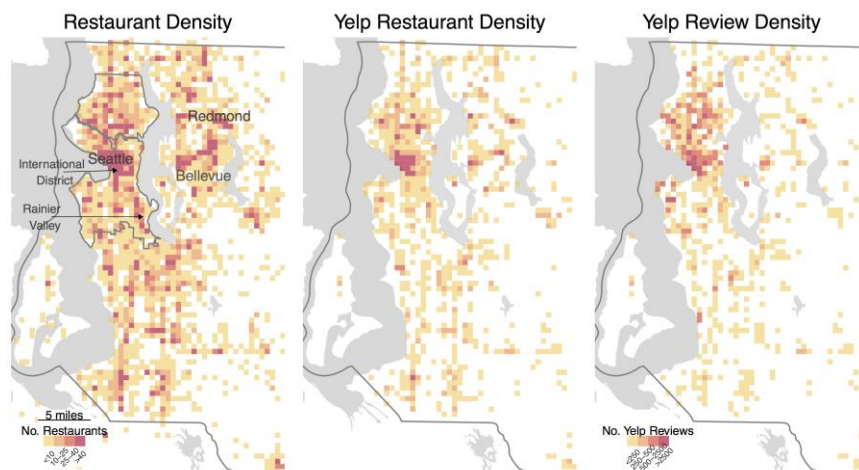 Restaurant Density
Yelp Restaurant Density
Yelp Review Density
Redmond
Seattle
International
District
Bellevue
Rainier
Valley
5 miles
No. Restaurants
<10
10–25
25–40
>40
No. Yelp Reviews
<250
250–500
500–2500
>2500